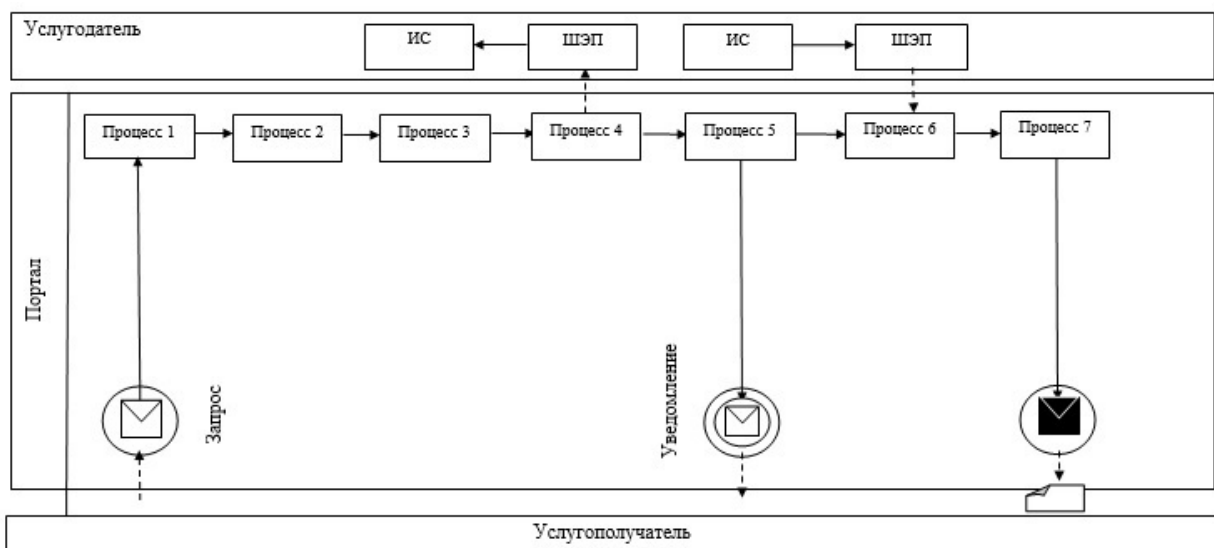 Услугодатель
ИС
ШЭП
ИС
ШЭП
Процесс 1
Процесс 2
Процесс 3
Процесс 4
Процесс 5
Процесс 6
Процесс 7
Портал
Запрос
Уведомление
Услугополучатель